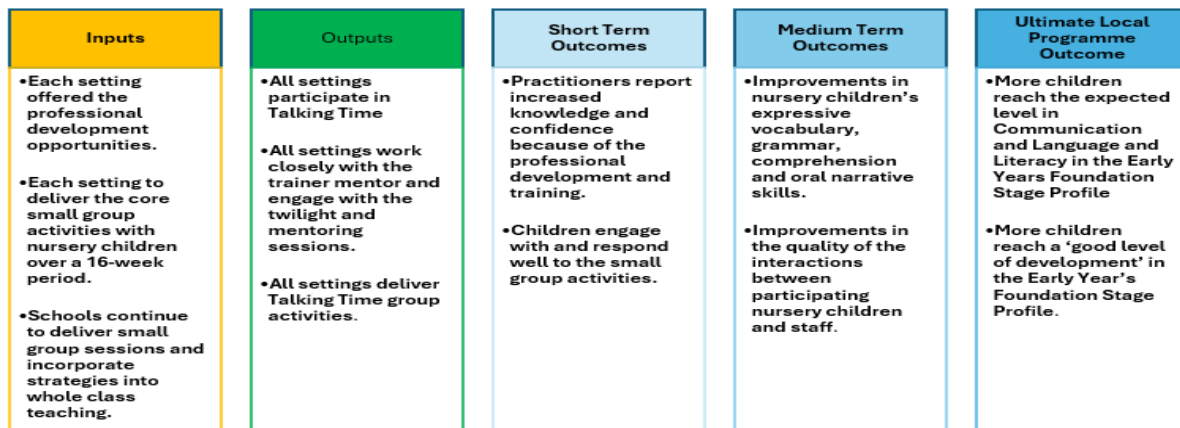 Inputs
•Each setting
offered the
professional
development
opportunities.
•Each setting to
deliver the core
small group
activities with
nursery children
over a 16-week
period.
•Schools continue
to deliver small
group sessions and
incorporate
strategies into
whole class
teaching.
Outputs
•All settings
participate in
Talking Time
•All settings work
closely with the
trainer mentor and
engage with the
twilight and
mentoring
sessions.
•All settings deliver
Talking Time group
activities.
Short Term
Outcomes
•Practitioners report
increased
knowledge and
confidence
because of the
professional
development and
training.
•Children engage
with and respond
well to the small
group activities.
Medium Term
Outcomes
•Improvements in
nursery children’s
expressive
vocabulary,
grammar,
comprehension
and oral narrative
skills.
•Improvements in
the quality of the
interactions
between
participating
nursery children
and staff.
Ultimate Local
Programme
Outcome
•More children
reach the expected
level in
Communication
and Language and
Literacy in the Early
Years Foundation
Stage Profile
•More children
reach a ‘good level
of development’ in
the Early Year’s
Foundation Stage
Profile.